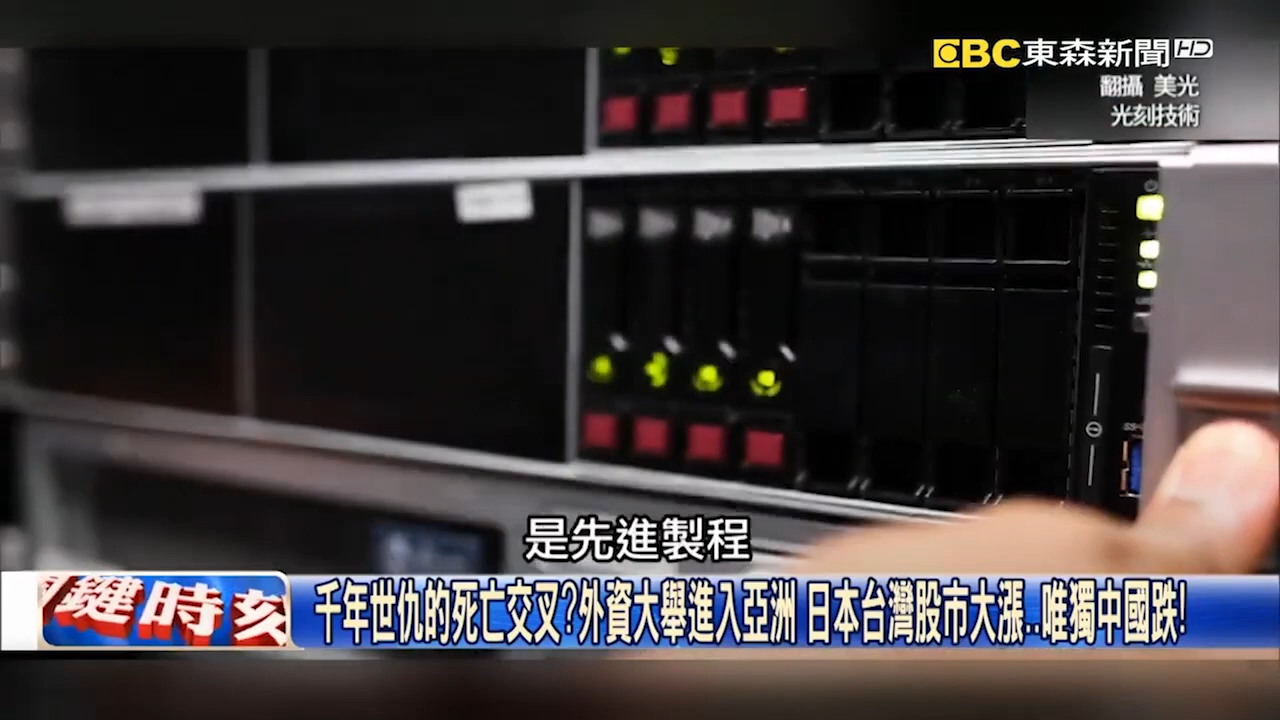 EBC東森新聞HD
翻攝 美光
光刻技術
是先進製程
關鍵時刻
千年世仇的死亡交叉?外資大舉進入亞洲 日本台灣股市大漲..唯獨中國跌!